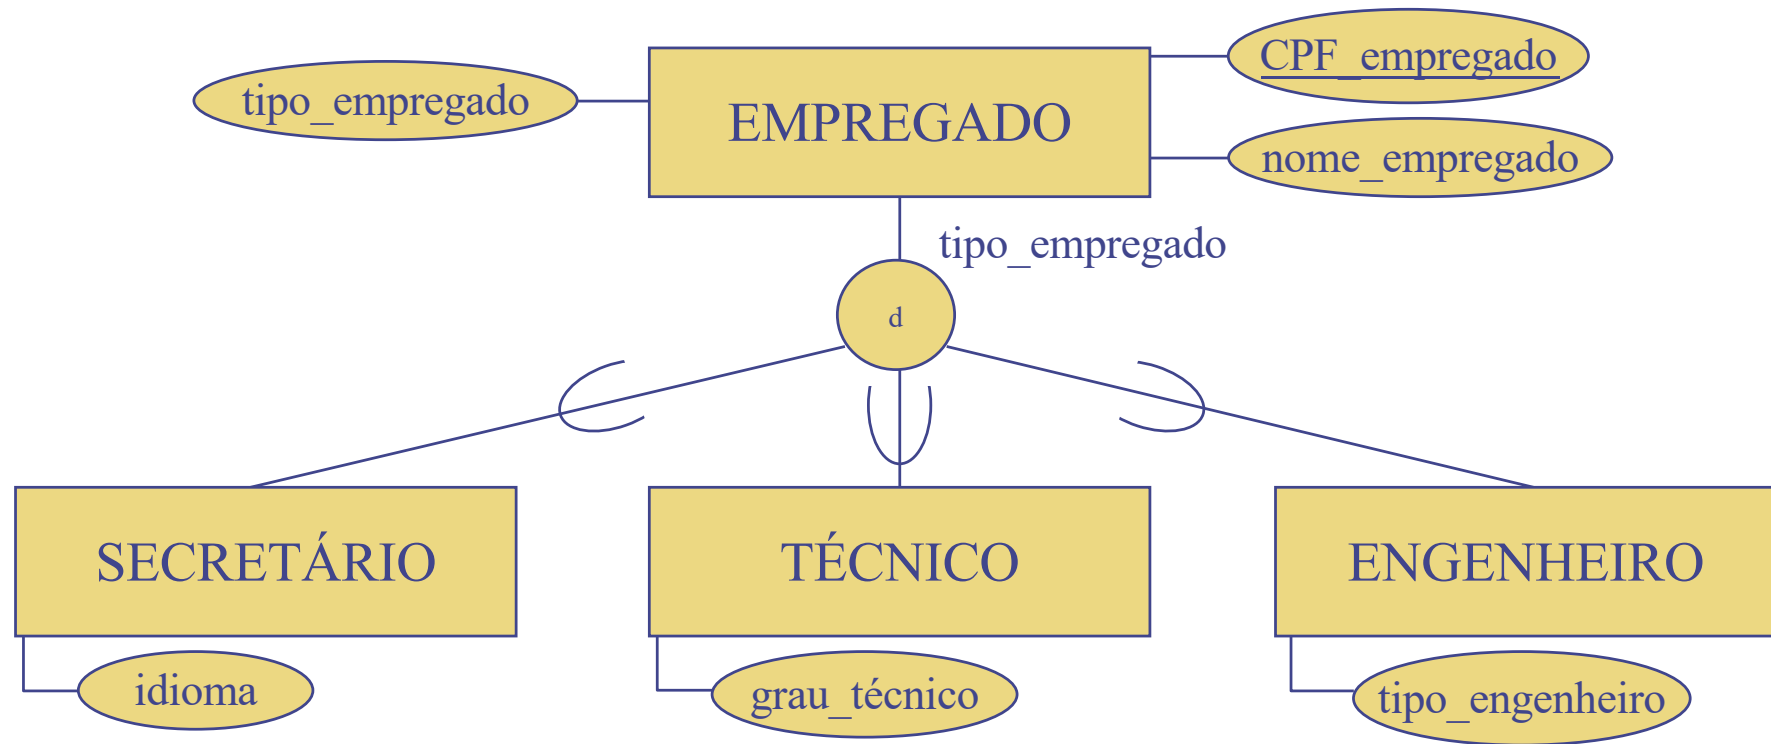 CPF_empregado
tipo_empregado
EMPREGADO
nome_empregado
tipo_empregado
d
SECRETÁRIO
TÉCNICO
ENGENHEIRO
idioma
grau_técnico
tipo_engenheiro